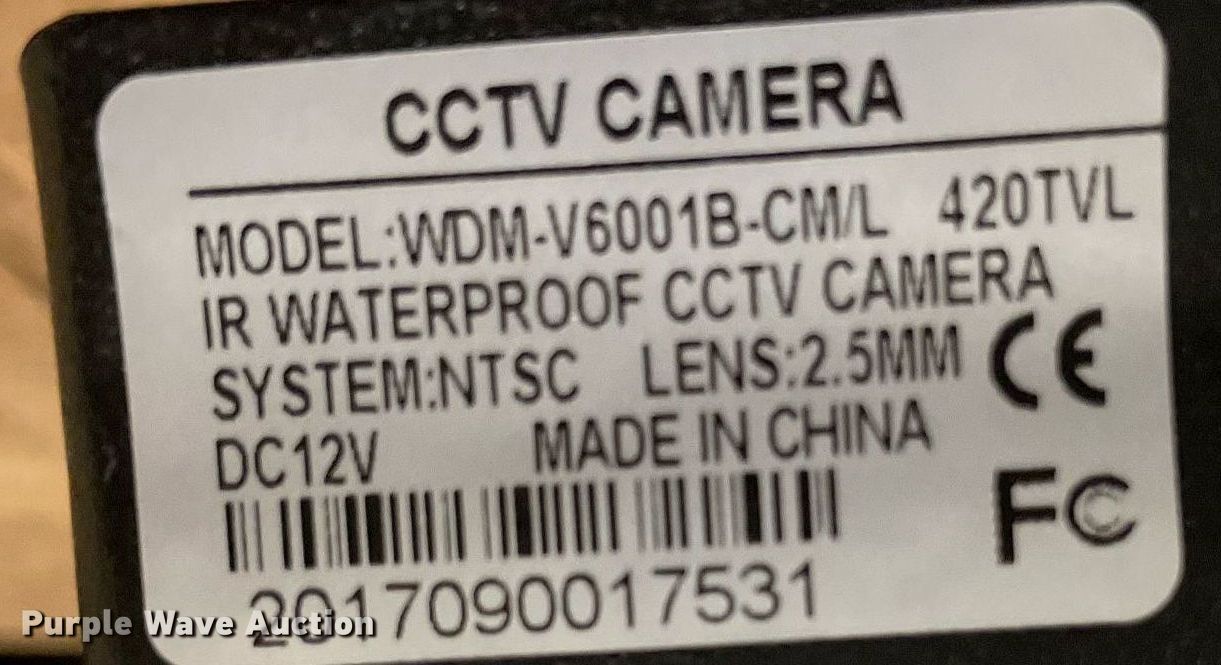 CCTV CAMERA
MODEL:WDM-V6001B-CM/L 420TVL
IR WATERPROOF CCTV CAMERA
SYSTEM:NTSC LENS:2.5MM CE
DC12V MADE IN CHINA
FC
2017090017531
Purple Wave Auction